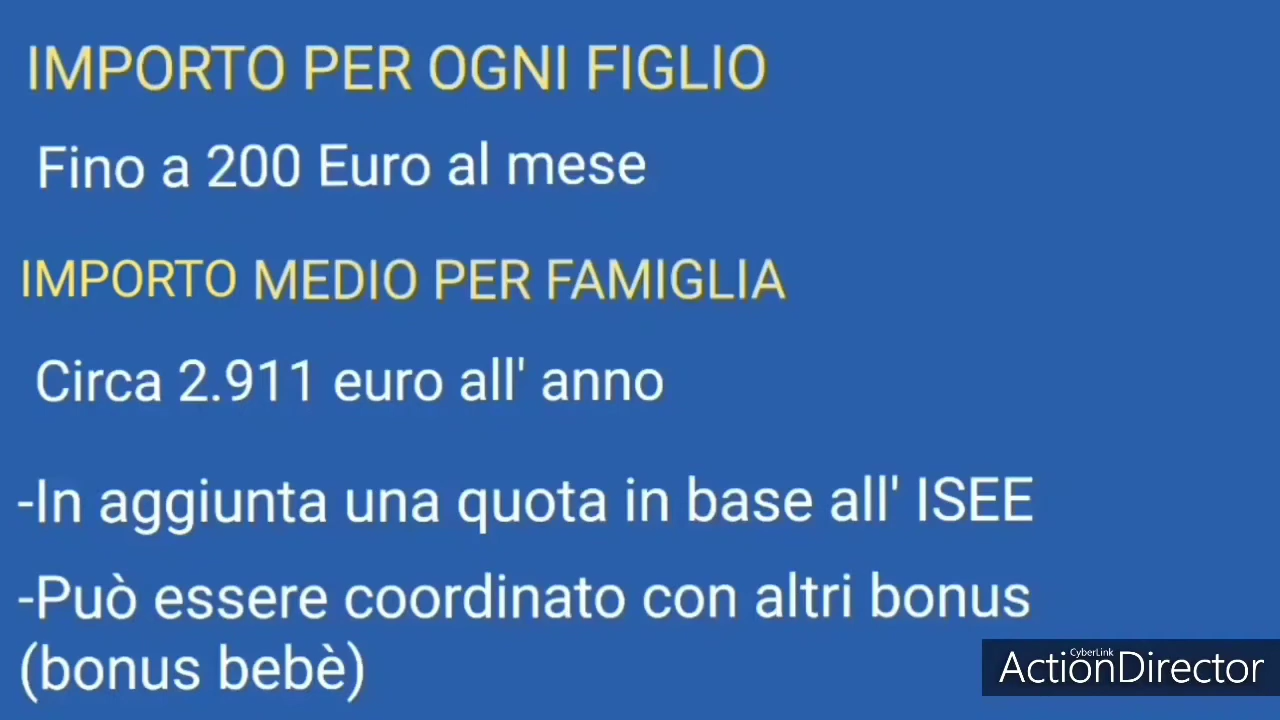 IMPORTO PER OGNI FIGLIO
Fino a 200 Euro al mese
IMPORTO MEDIO PER FAMIGLIA
Circa 2.911 euro all' anno
-In aggiunta una quota in base all' ISEE
-Può essere coordinato con altri bonus
(bonus bebè)
CyberLink
ActionDirector